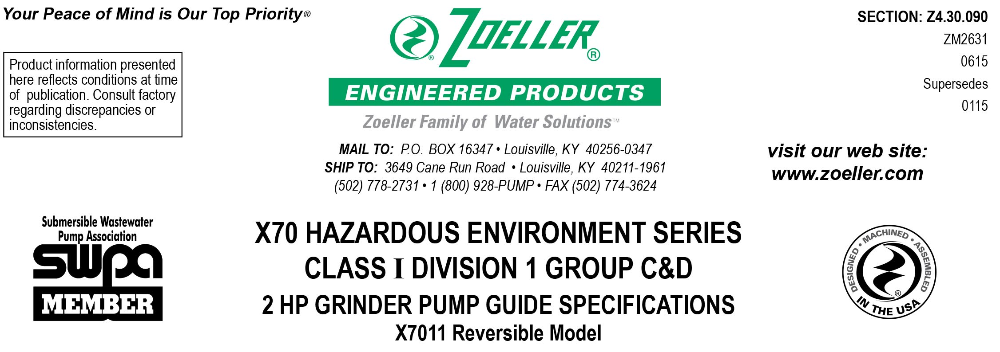 Your Peace of Mind is Our Top Priority®
Product information presented
here reflects conditions at time
of publication. Consult factory
regarding discrepancies or
inconsistencies.
®
ZOELLER®
ENGINEERED PRODUCTS
Zoeller Family of Water Solutions™
MAIL TO: P.O. BOX 16347 • Louisville, KY 40256-0347
SHIP TO: 3649 Cane Run Road • Louisville, KY 40211-1961
(502) 778-2731 • 1 (800) 928-PUMP • FAX (502) 774-3624
SECTION: Z4.30.090
ZM2631
0615
Supersedes
0115
visit our web site:
www.zoeller.com
Submersible Wastewater
Pump Association
swpa
MEMBER
X70 HAZARDOUS ENVIRONMENT SERIES
CLASS I DIVISION 1 GROUP C&D
2 HP GRINDER PUMP GUIDE SPECIFICATIONS
X7011 Reversible Model
DESIGNED • MACHINED • ASSEMBLED
®
IN THE USA